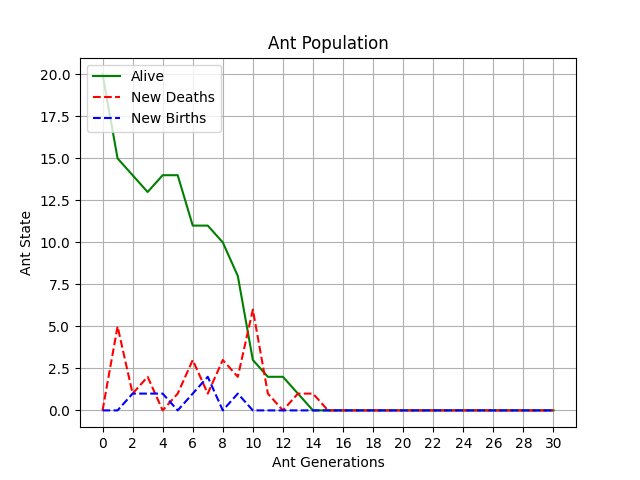 Ant Population
Alive
New Deaths
New Births
20.0
17.5
15.0
12.5
10.0
7.5
5.0
2.5
0.0
Ant State
0 2 4 6 8 10 12 14 16 18 20 22 24 26 28 30
Ant Generations